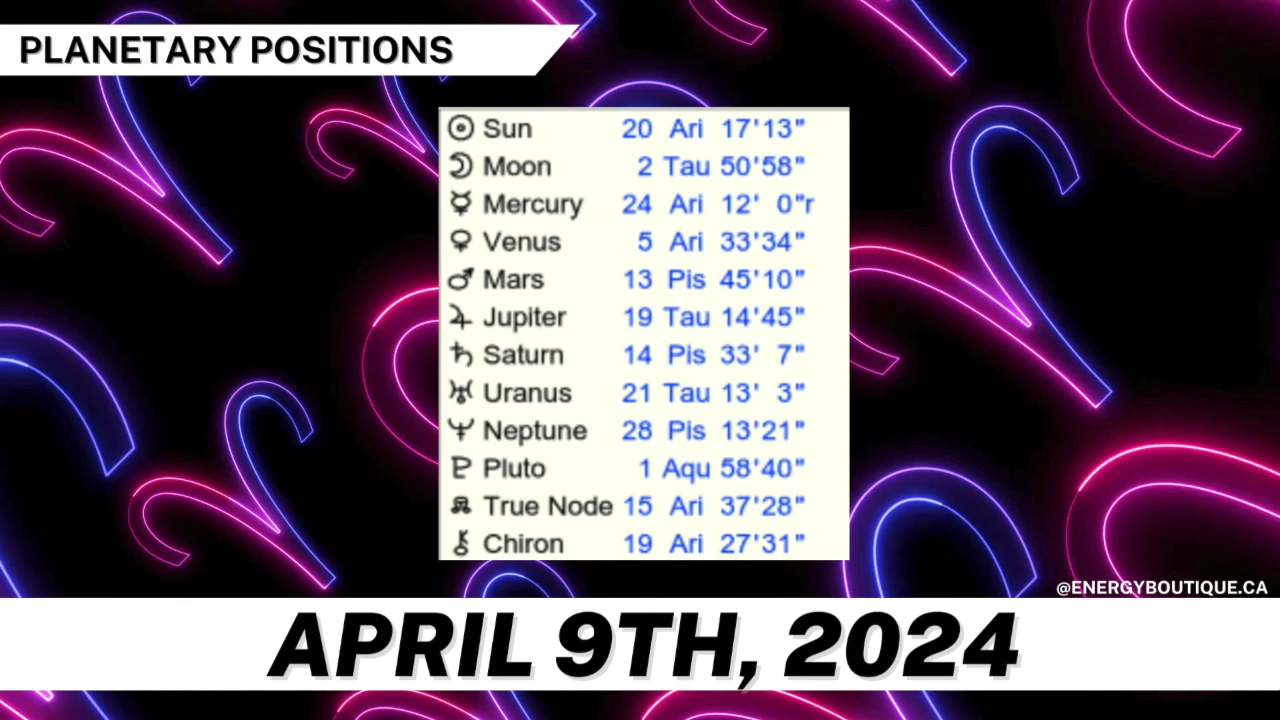 PLANETARY POSITIONS
Sun 20 Ari 17'13"
Moon 2 Tau 50'58"
Mercury 24 Ari 12' 0"r
Venus 5 Ari 33'34"
Mars 13 Pis 45'10"
Jupiter 19 Tau 14'45"
Saturn 14 Pis 33' 7"
Uranus 21 Tau 13' 3"
Neptune 28 Pis 13'21"
Pluto 1 Aqu 58'40"
True Node 15 Ari 37'28"
Chiron 19 Ari 27'31"
@ENERGYBOUTIQUE.CA
APRIL 9TH, 2024